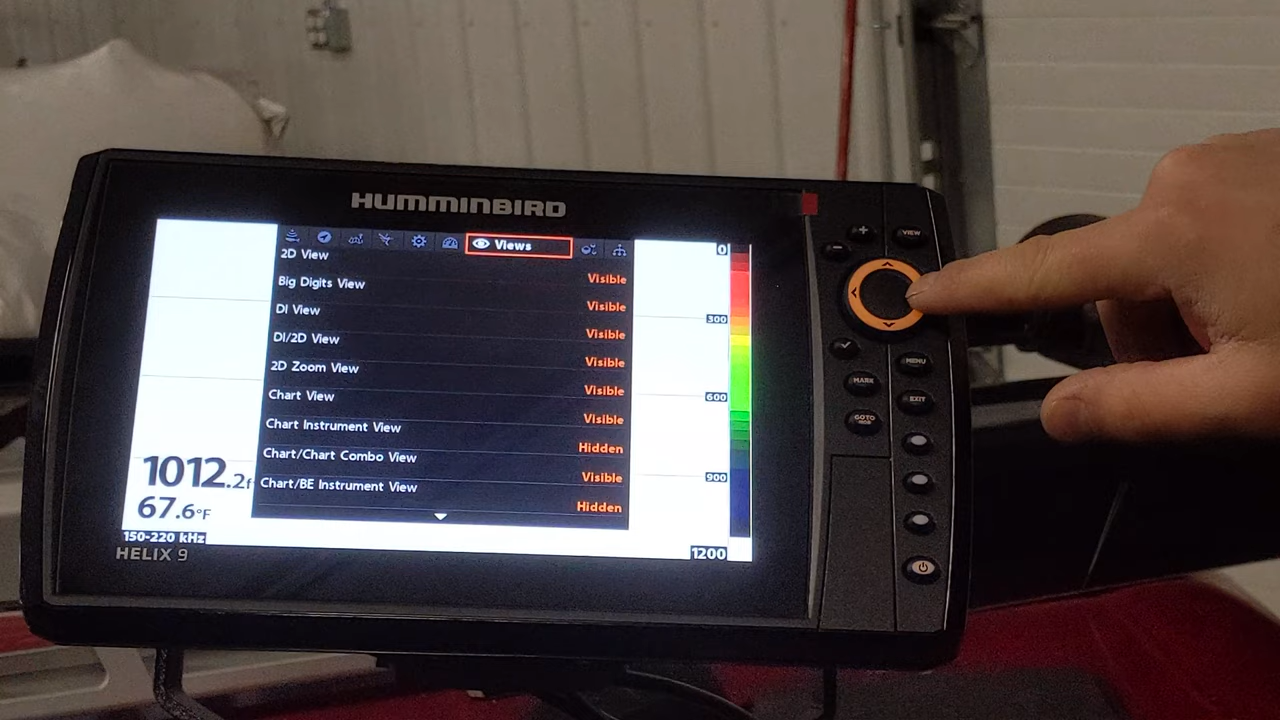 HUMMINBIRD
Views
2D View Visible
Big Digits View Visible
DI View Visible
DI/2D View Visible
2D Zoom View Visible
Chart View Visible
Chart Instrument View Hidden
Chart/Chart Combo View Visible
Chart/BE Instrument View Hidden
0
300
600
900
1200
1012.2f
67.6°F
150-220 kHz
HELIX 9
+
-
VIEW
MENU
MARK
EXIT
GOTO
MOB